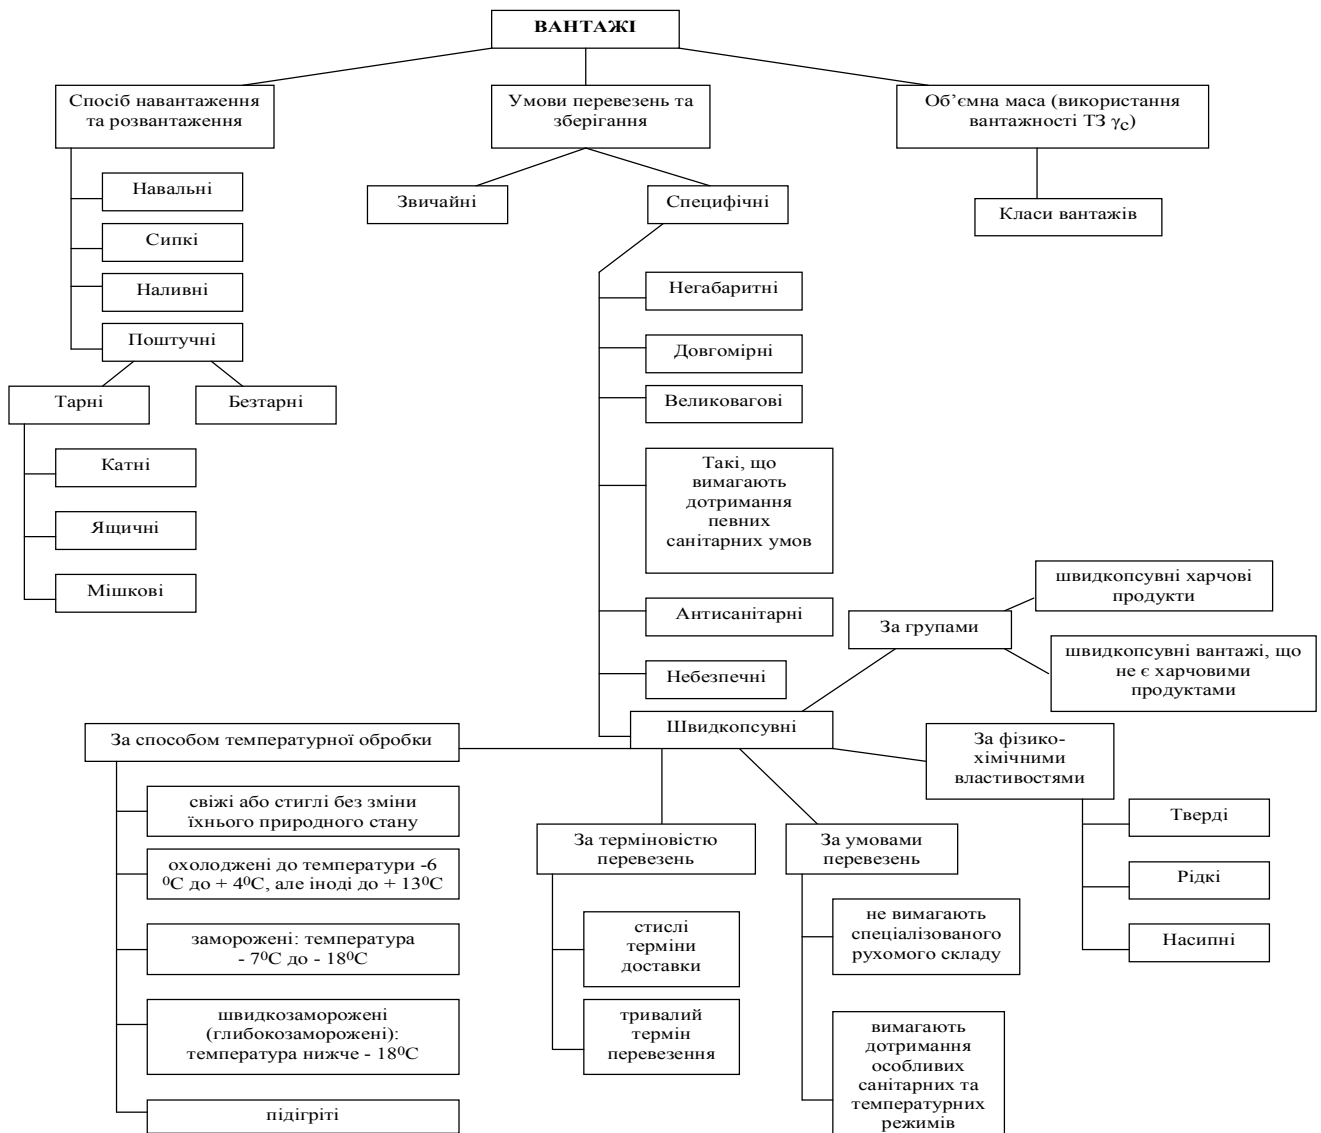 ВАНТАЖІ
Спосіб навантаження
та розвантаження
Умови перевезень та
зберігання
Об’ємна маса (використання
вантажності ТЗ γс)
Навальні
Сипкі
Наливні
Поштучні
Тарні
Безтарні
Катні
Ящичні
Мішкові
Звичайні
Специфічні
Класи вантажів
Негабаритні
Довгомірні
Великовагові
Такі, що
вимагають
дотримання
певних
санітарних умов
Антисанітарні
Небезпечні
Швидкопсувні
За групами
швидкопсувні харчові
продукти
швидкопсувні вантажі, що
не є харчовими
продуктами
За способом температурної обробки
свіжі або стиглі без зміни
їхнього природного стану
охолоджені до температури -6
⁰С до + 4⁰С, але іноді до + 13⁰С
заморожені: температура
- 7⁰С до - 18⁰С
швидкозаморожені
(глибокозаморожені):
температура нижче - 18⁰С
підігріті
За терміновістю
перевезень
стислі
терміни
доставки
тривалий
термін
перевезення
За умовами
перевезень
не вимагають
спеціалізованого
рухомого складу
вимагають
дотримання
особливих
санітарних та
температурних
режимів
За фізико-
хімічними
властивостями
Тверді
Рідкі
Насипні